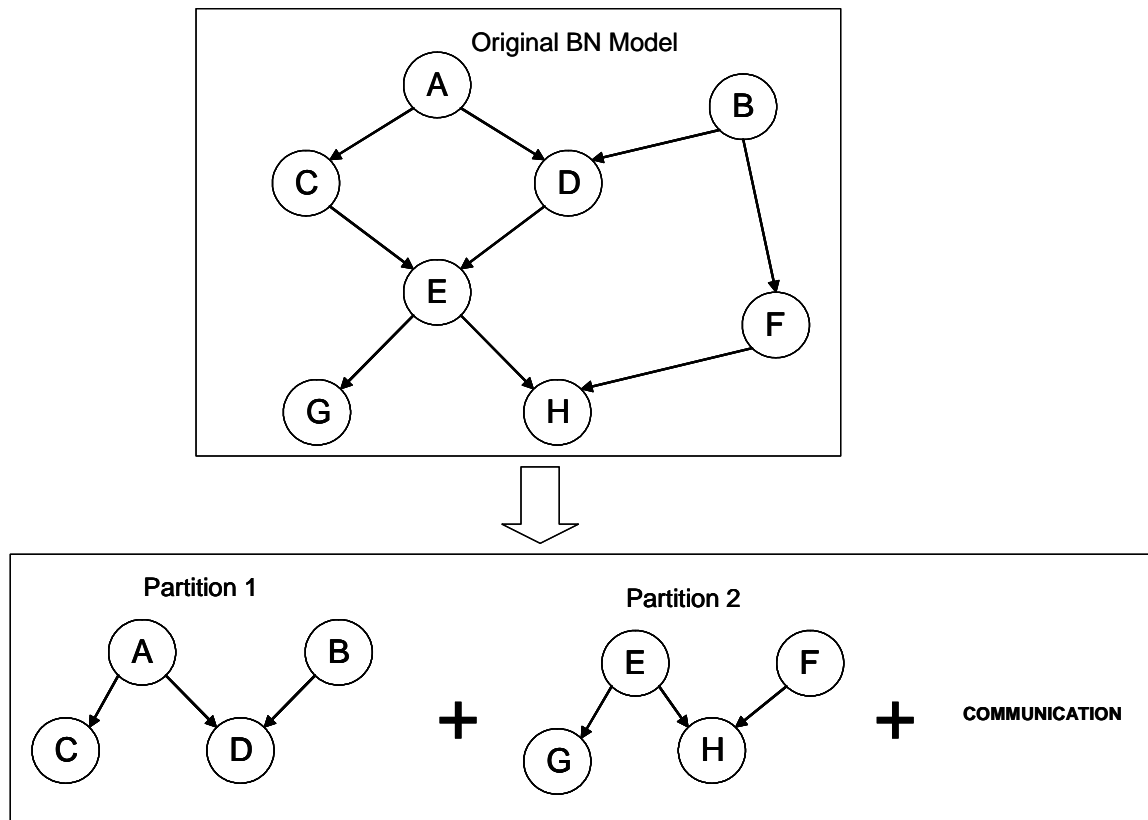 Original BN Model
A
B
C
D
E
F
G
H
Partition 1
Partition 2
A
B
E
F
C
D
G
H
+
+
COMMUNICATION